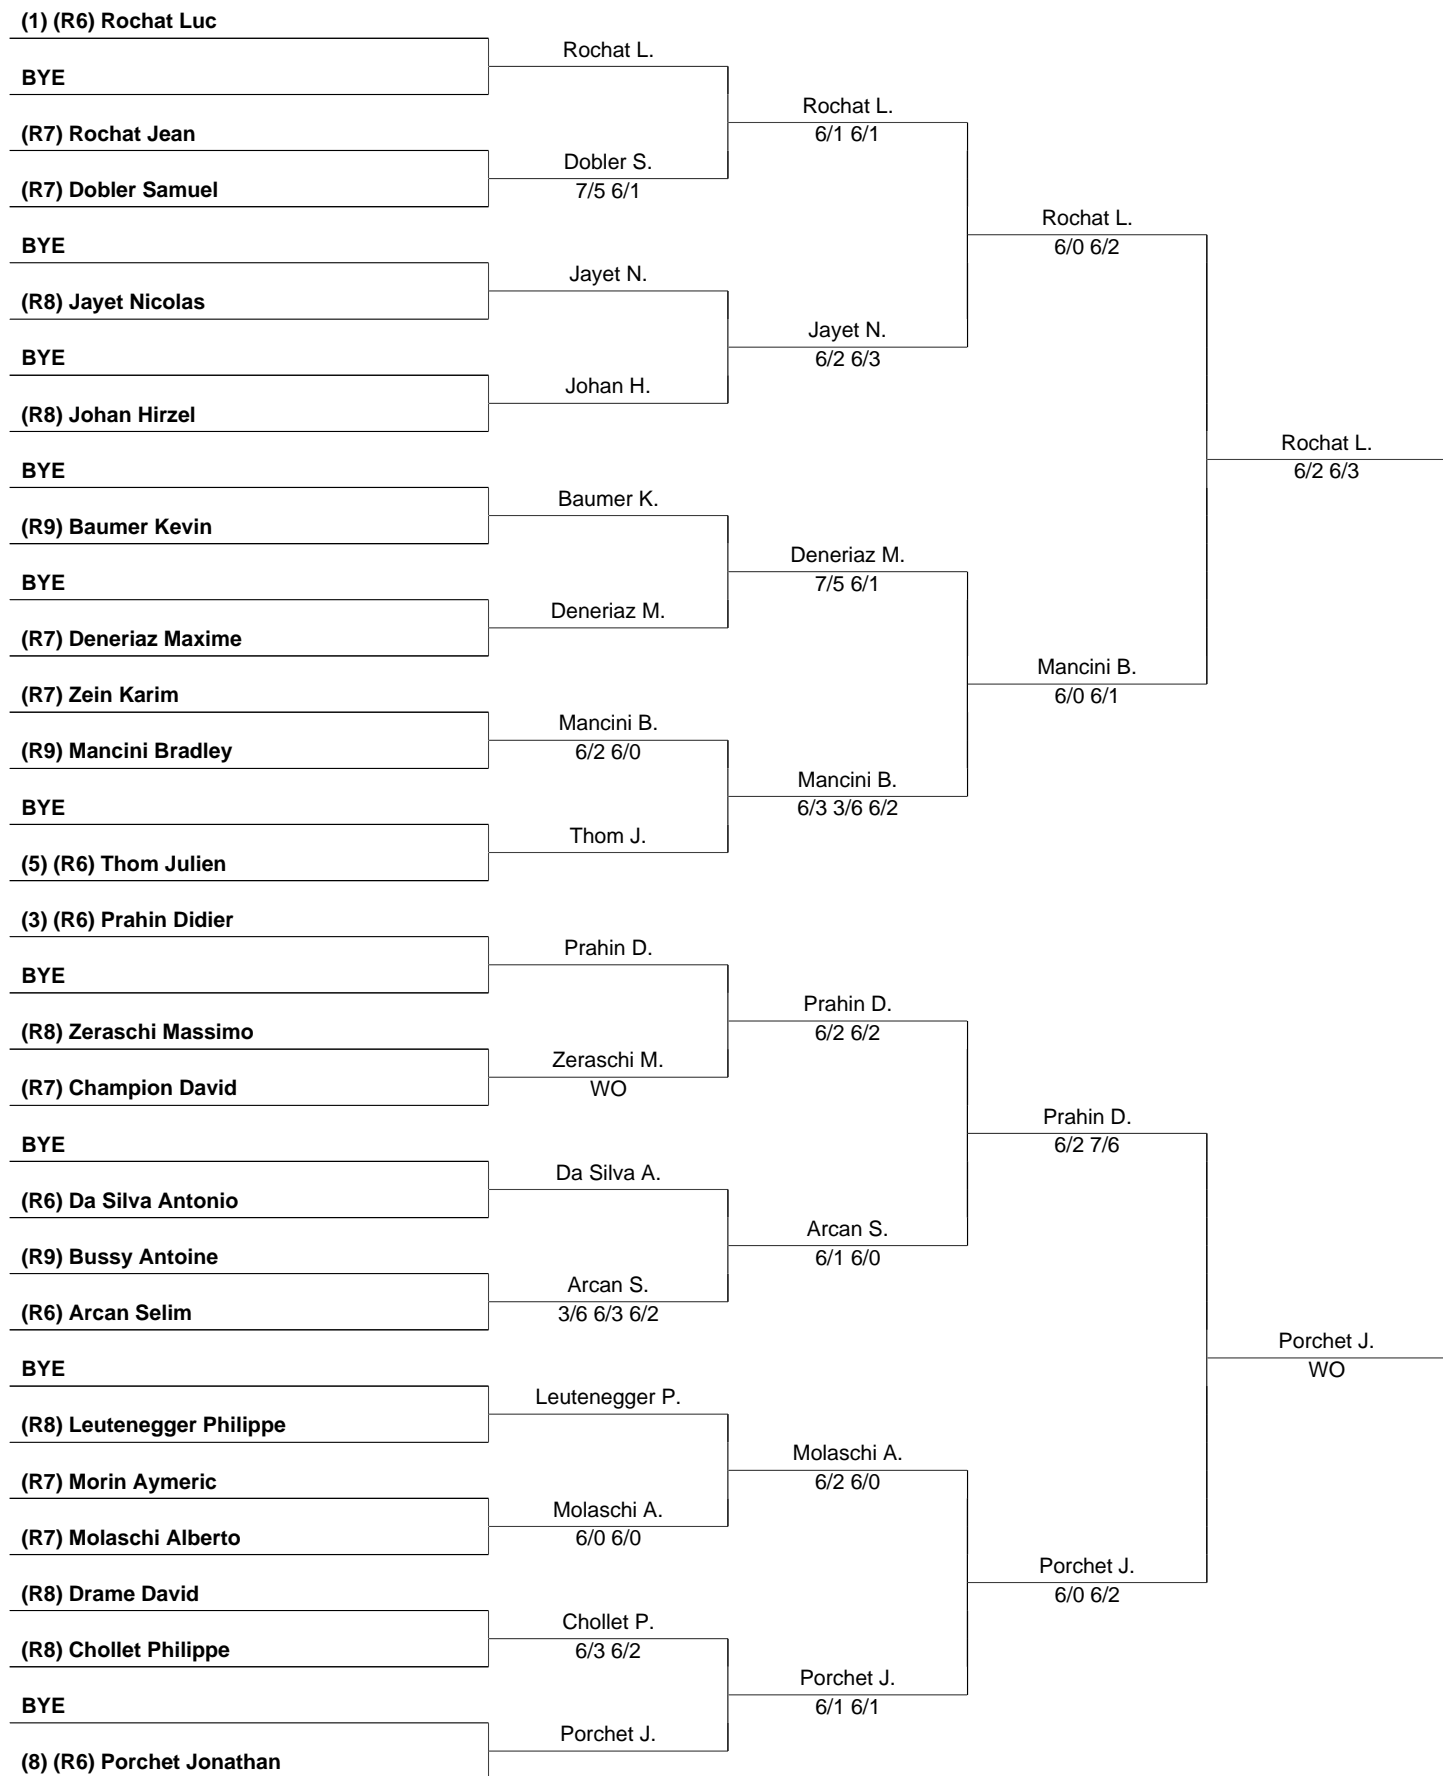 (1) (R6) Rochat Luc
Rochat L.
BYE
Rochat L.
6/1 6/1
(R7) Rochat Jean
Dobler S.
7/5 6/1
(R7) Dobler Samuel
Rochat L.
6/0 6/2
BYE
Jayet N.
(R8) Jayet Nicolas
Jayet N.
6/2 6/3
BYE
Johan H.
(R8) Johan Hirzel
Rochat L.
6/2 6/3
BYE
Baumer K.
(R9) Baumer Kevin
Deneriaz M.
7/5 6/1
BYE
Deneriaz M.
(R7) Deneriaz Maxime
Mancini B.
6/0 6/1
(R7) Zein Karim
Mancini B.
6/2 6/0
(R9) Mancini Bradley
Mancini B.
6/3 3/6 6/2
BYE
Thom J.
(5) (R6) Thom Julien
(3) (R6) Prahin Didier
Prahin D.
BYE
Prahin D.
6/2 6/2
(R8) Zeraschi Massimo
Zeraschi M.
WO
(R7) Champion David
Prahin D.
6/2 7/6
BYE
Da Silva A.
(R6) Da Silva Antonio
Arcan S.
6/1 6/0
(R9) Bussy Antoine
Arcan S.
3/6 6/3 6/2
(R6) Arcan Selim
Porchet J.
WO
BYE
Leutenegger P.
(R8) Leutenegger Philippe
Molaschi A.
6/2 6/0
(R7) Morin Aymeric
Molaschi A.
6/0 6/0
(R7) Molaschi Alberto
Porchet J.
6/0 6/2
(R8) Drame David
Chollet P.
6/3 6/2
(R8) Chollet Philippe
Porchet J.
6/1 6/1
BYE
Porchet J.
(8) (R6) Porchet Jonathan